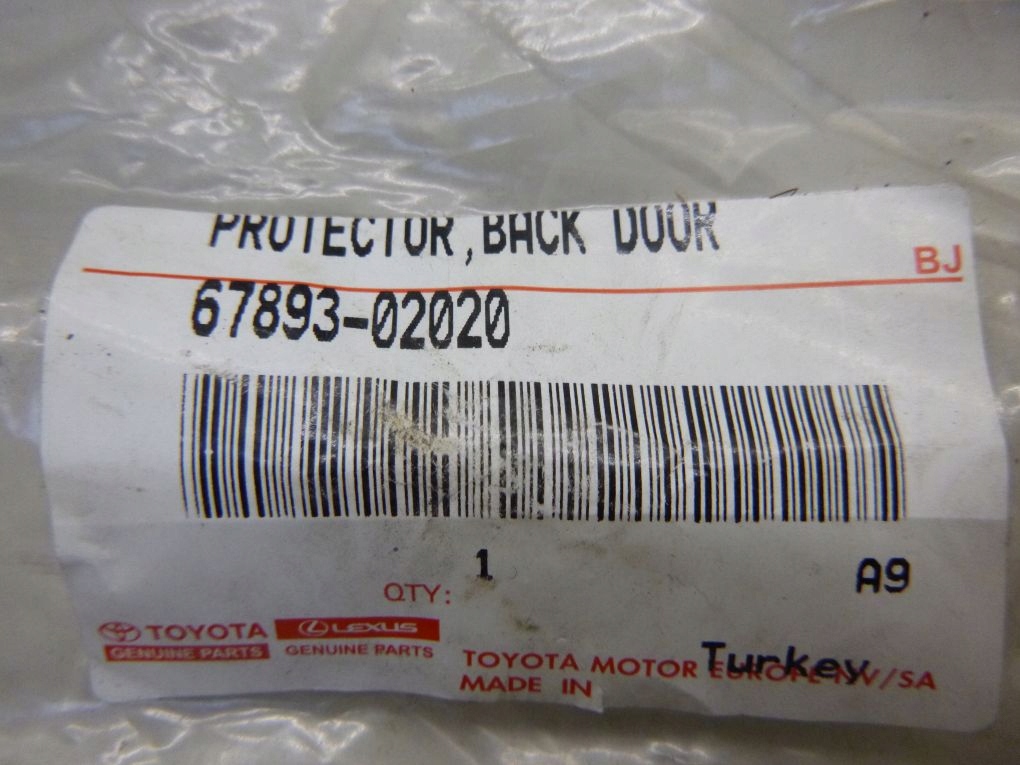 PROTECTOR, BACK DOOR
BJ
67893-02020
1
QTY:
A9
TOYOTA
GENUINE PARTS
LEXUS
GENUINE PARTS
TOYOTA MOTOR EUROPE NV/SA
Turkey
MADE IN